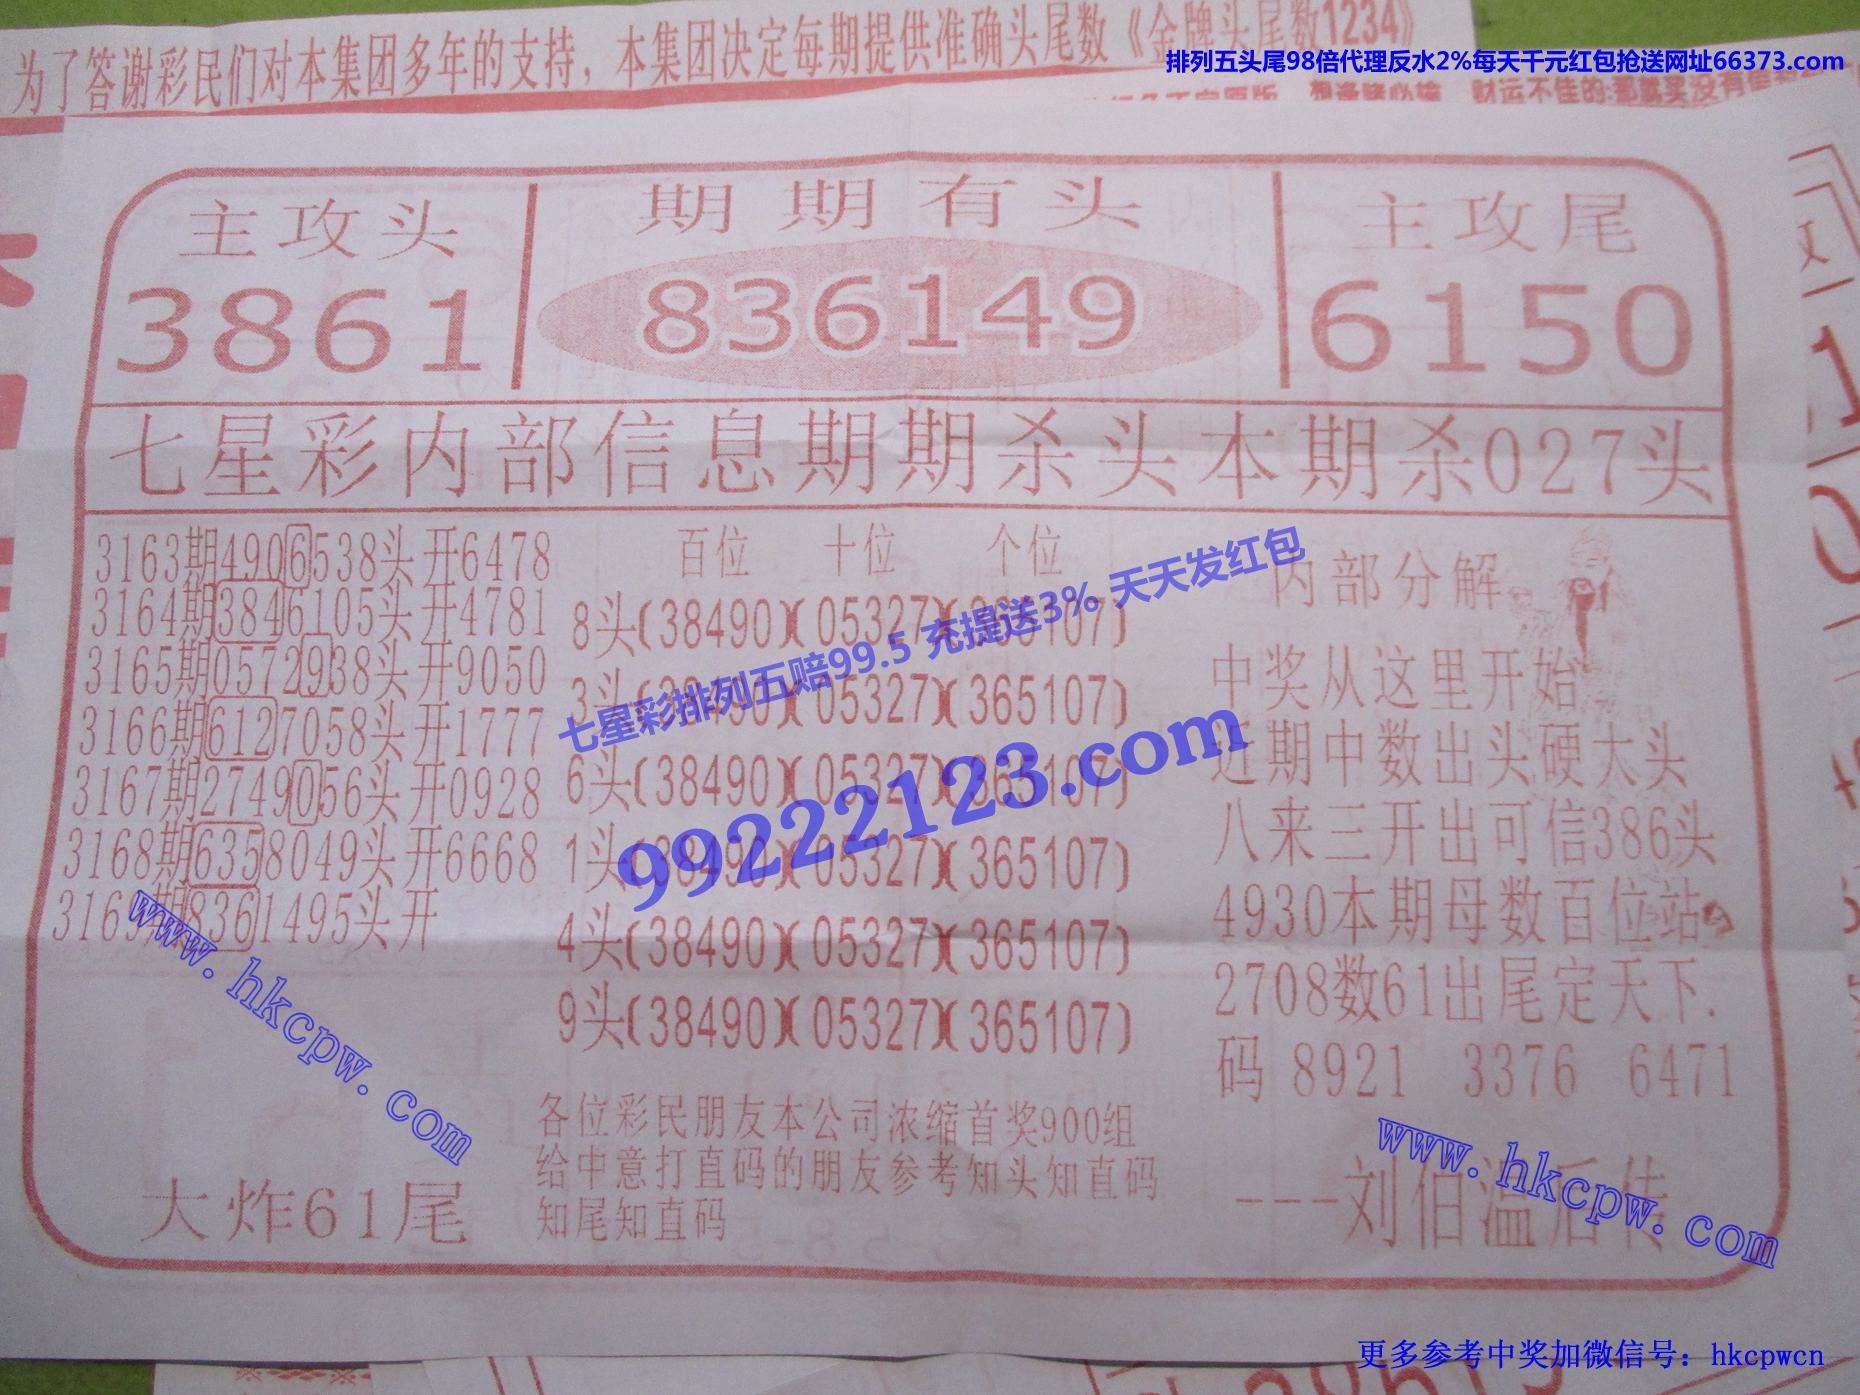 为了答谢彩民们对本集团多年的支持，本集团决定每期提供准确头尾数《金牌头尾数1234》
排列五头尾98倍代理反水2%每天千元红包抢送网址66373.com
主攻头
3861
期期有头
836149
主攻尾
6150
七星彩内部信息期期杀头本期杀027头
3163期4906538头开6478
3164期3846105头开4781
3165期0572938头开9050
3166期6127058头开1777
3167期2749056头开0928
3168期6358049头开6668
3169期8361495头开
大炸61尾
百位 十位 个位
8头(38490)(05327)(365107)
3头(38490)(05327)(365107)
6头(38490)(05327)(365107)
1头(38490)(05327)(365107)
4头(38490)(05327)(365107)
9头(38490)(05327)(365107)
各位彩民朋友本公司浓缩首奖900组
给中意打直码的朋友参考知头知直码
知尾知直码
内部分解
中奖从这里开始
近期中数出头硬大头
八来三开出可信386头
4930本期母数百位站
2708数61出尾定天下.
码 8921 3376 6471
---刘伯温后传
七星彩排列五赔99.5 充提送3% 天天发红包
99222123.com
www.hkcpw.com
www.hkcpw.com
更多参考中奖加微信号：hkcpwcn